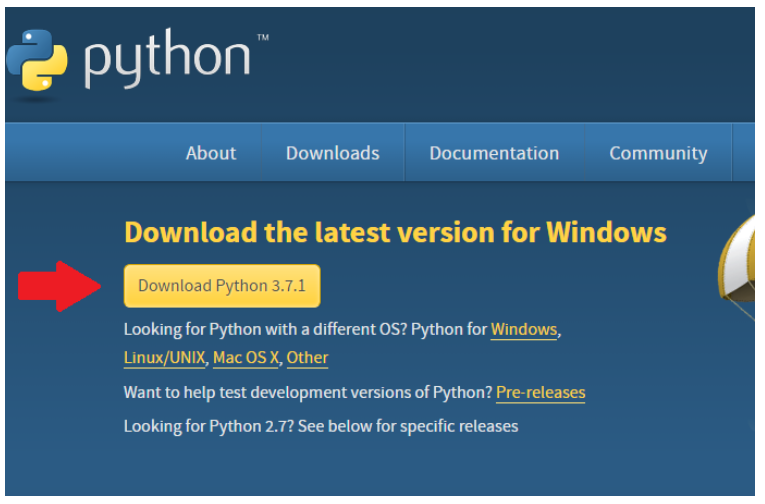 python™
About Downloads Documentation Community
Download the latest version for Windows
Download Python 3.7.1
Looking for Python with a different OS? Python for Windows,
Linux/UNIX, Mac OS X, Other
Want to help test development versions of Python? Pre-releases
Looking for Python 2.7? See below for specific releases